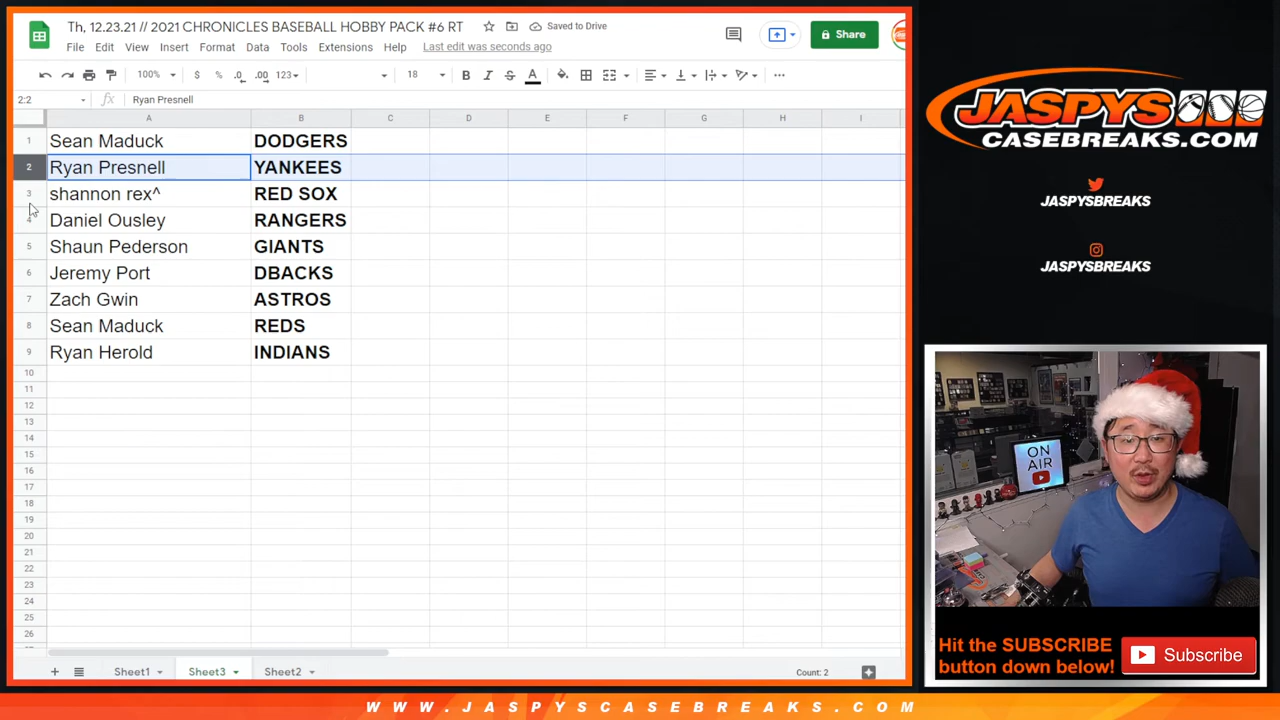 Th, 12.23.21 // 2021 CHRONICLES BASEBALL HOBBY PACK #6 RT
Saved to Drive
File Edit View Insert Format Data Tools Extensions Help Last edit was seconds ago
Share
100% $ % .0 .00 123 18 B I S A
2:2 fx Ryan Presnell
A B C D E F G H I
1 Sean Maduck DODGERS
2 Ryan Presnell YANKEES
3 shannon rex^ RED SOX
4 Daniel Ousley RANGERS
5 Shaun Pederson GIANTS
6 Jeremy Port DBACKS
7 Zach Gwin ASTROS
8 Sean Maduck REDS
9 Ryan Herold INDIANS
10
11
12
13
14
15
16
17
18
19
20
21
22
23
24
25
26
Sheet1 Sheet3 Sheet2 Count: 2
JASPYS
CASEBREAKS.COM
JASPYSBREAKS
JASPYSBREAKS
ON
AIR
Hit the SUBSCRIBE
button down below!
Subscribe
WWW.JASPYSCASEBREAKS.COM